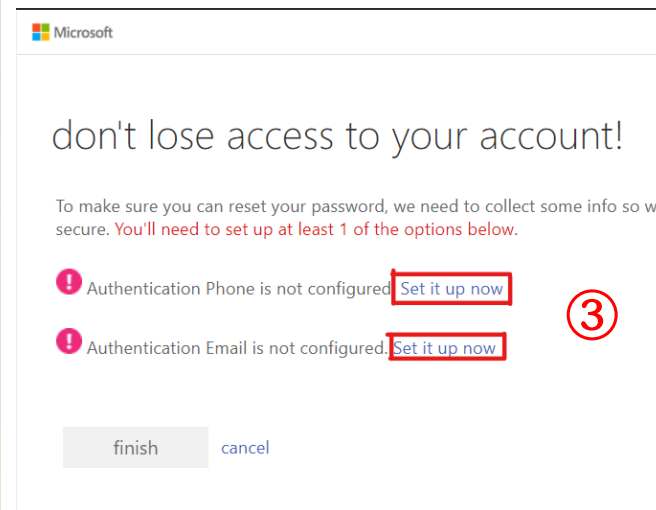 Microsoft
don't lose access to your account!
To make sure you can reset your password, we need to collect some info so
secure. You'll need to set up at least 1 of the options below.
! Authentication Phone is not configured Set it up now
③
! Authentication Email is not configured. Set it up now
finish cancel